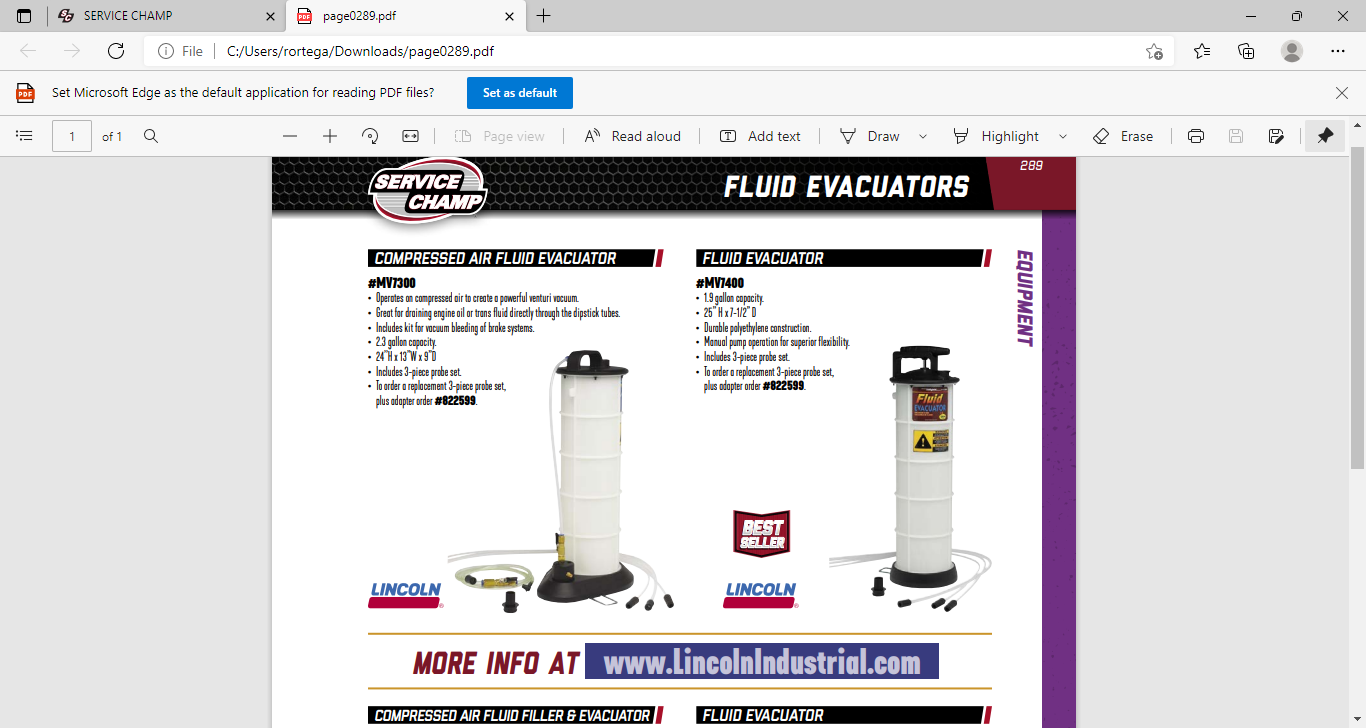 SERVICE CHAMP
page0289.pdf
File
C:/Users/rortega/Downloads/page0289.pdf
Set Microsoft Edge as the default application for reading PDF files?
Set as default
1 of 1
Page view
Read aloud
Add text
Draw
Highlight
Erase
SERVICE
CHAMP
FLUID EVACUATORS
289
EQUIPMENT
COMPRESSED AIR FLUID EVACUATOR
#MV7300
• Operates on compressed air to create a powerful venturi vacuum.
• Great for draining engine oil or trans fluid directly through the dipstick tubes.
• Includes kit for vacuum bleeding of brake systems.
• 2.3 gallon capacity.
• 24"H x 13"W x 9"D
• Includes 3-piece probe set.
• To order a replacement 3-piece probe set,
plus adapter order #822599.
LINCOLN
FLUID EVACUATOR
#MV7400
• 1.9 gallon capacity.
• 25" H x 7-1/2" D
• Durable polyethylene construction.
• Manual pump operation for superior flexibility.
• Includes 3-piece probe set.
• To order a replacement 3-piece probe set,
plus adapter order #822599.
Fluid
EVACUATOR
BEST
SELLER
LINCOLN
MORE INFO AT www.LincolnIndustrial.com
COMPRESSED AIR FLUID FILLER & EVACUATOR
FLUID EVACUATOR